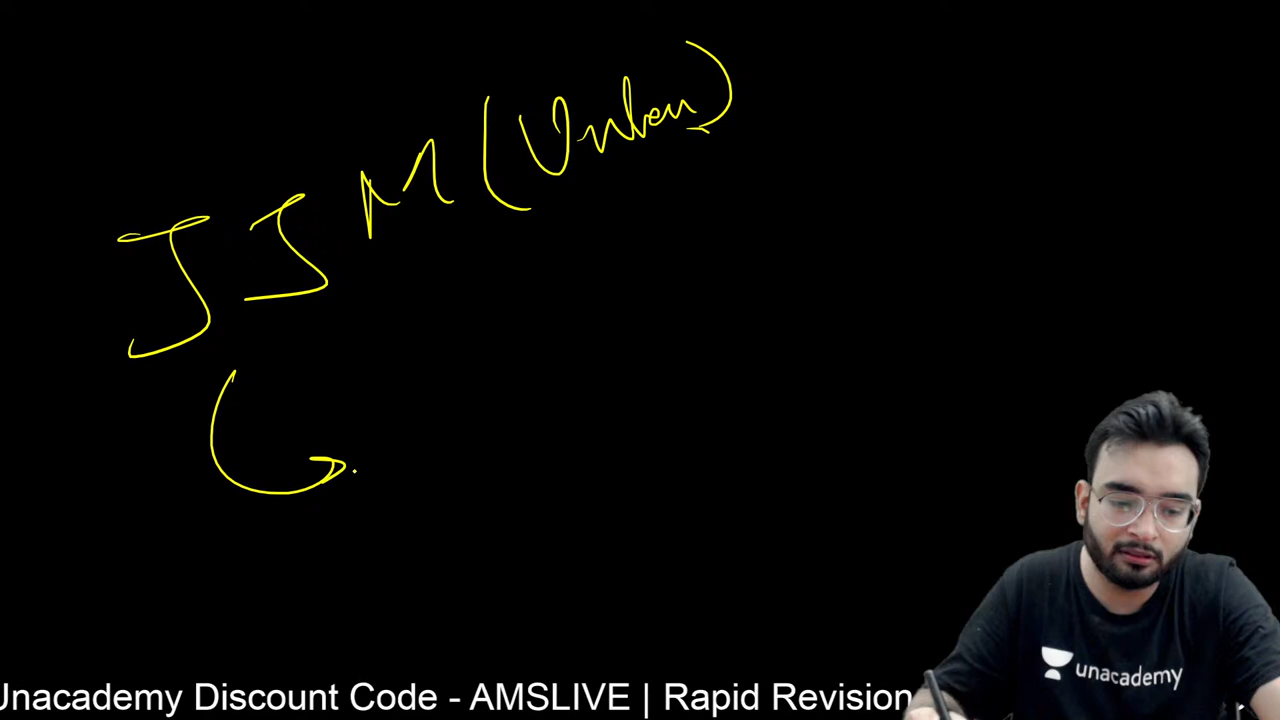 JJM (Urban)
unacademy
Unacademy Discount Code - AMSLIVE | Rapid Revision